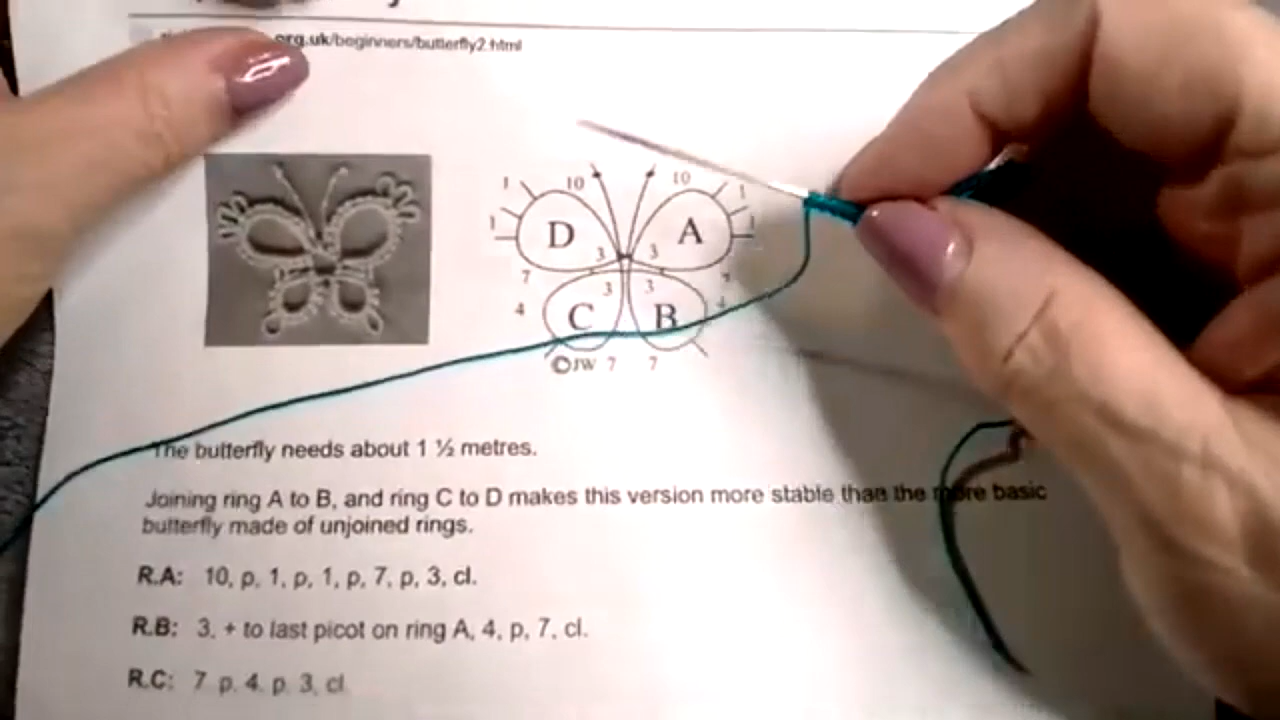 org.uk/beginners/butterfly2.html
1 10 10 1
1 D A
1 3 3 1
7 3 3
4 C B
©JW 7 7
The butterfly needs about 1 ½ metres.
Joining ring A to B, and ring C to D makes this version more stable than the more basic
butterfly made of unjoined rings.
R.A: 10, p, 1, p, 1, p, 7, p, 3, cl.
R.B: 3, + to last picot on ring A, 4, p, 7, cl.
R.C: 7 p. 4. p. 3, cl